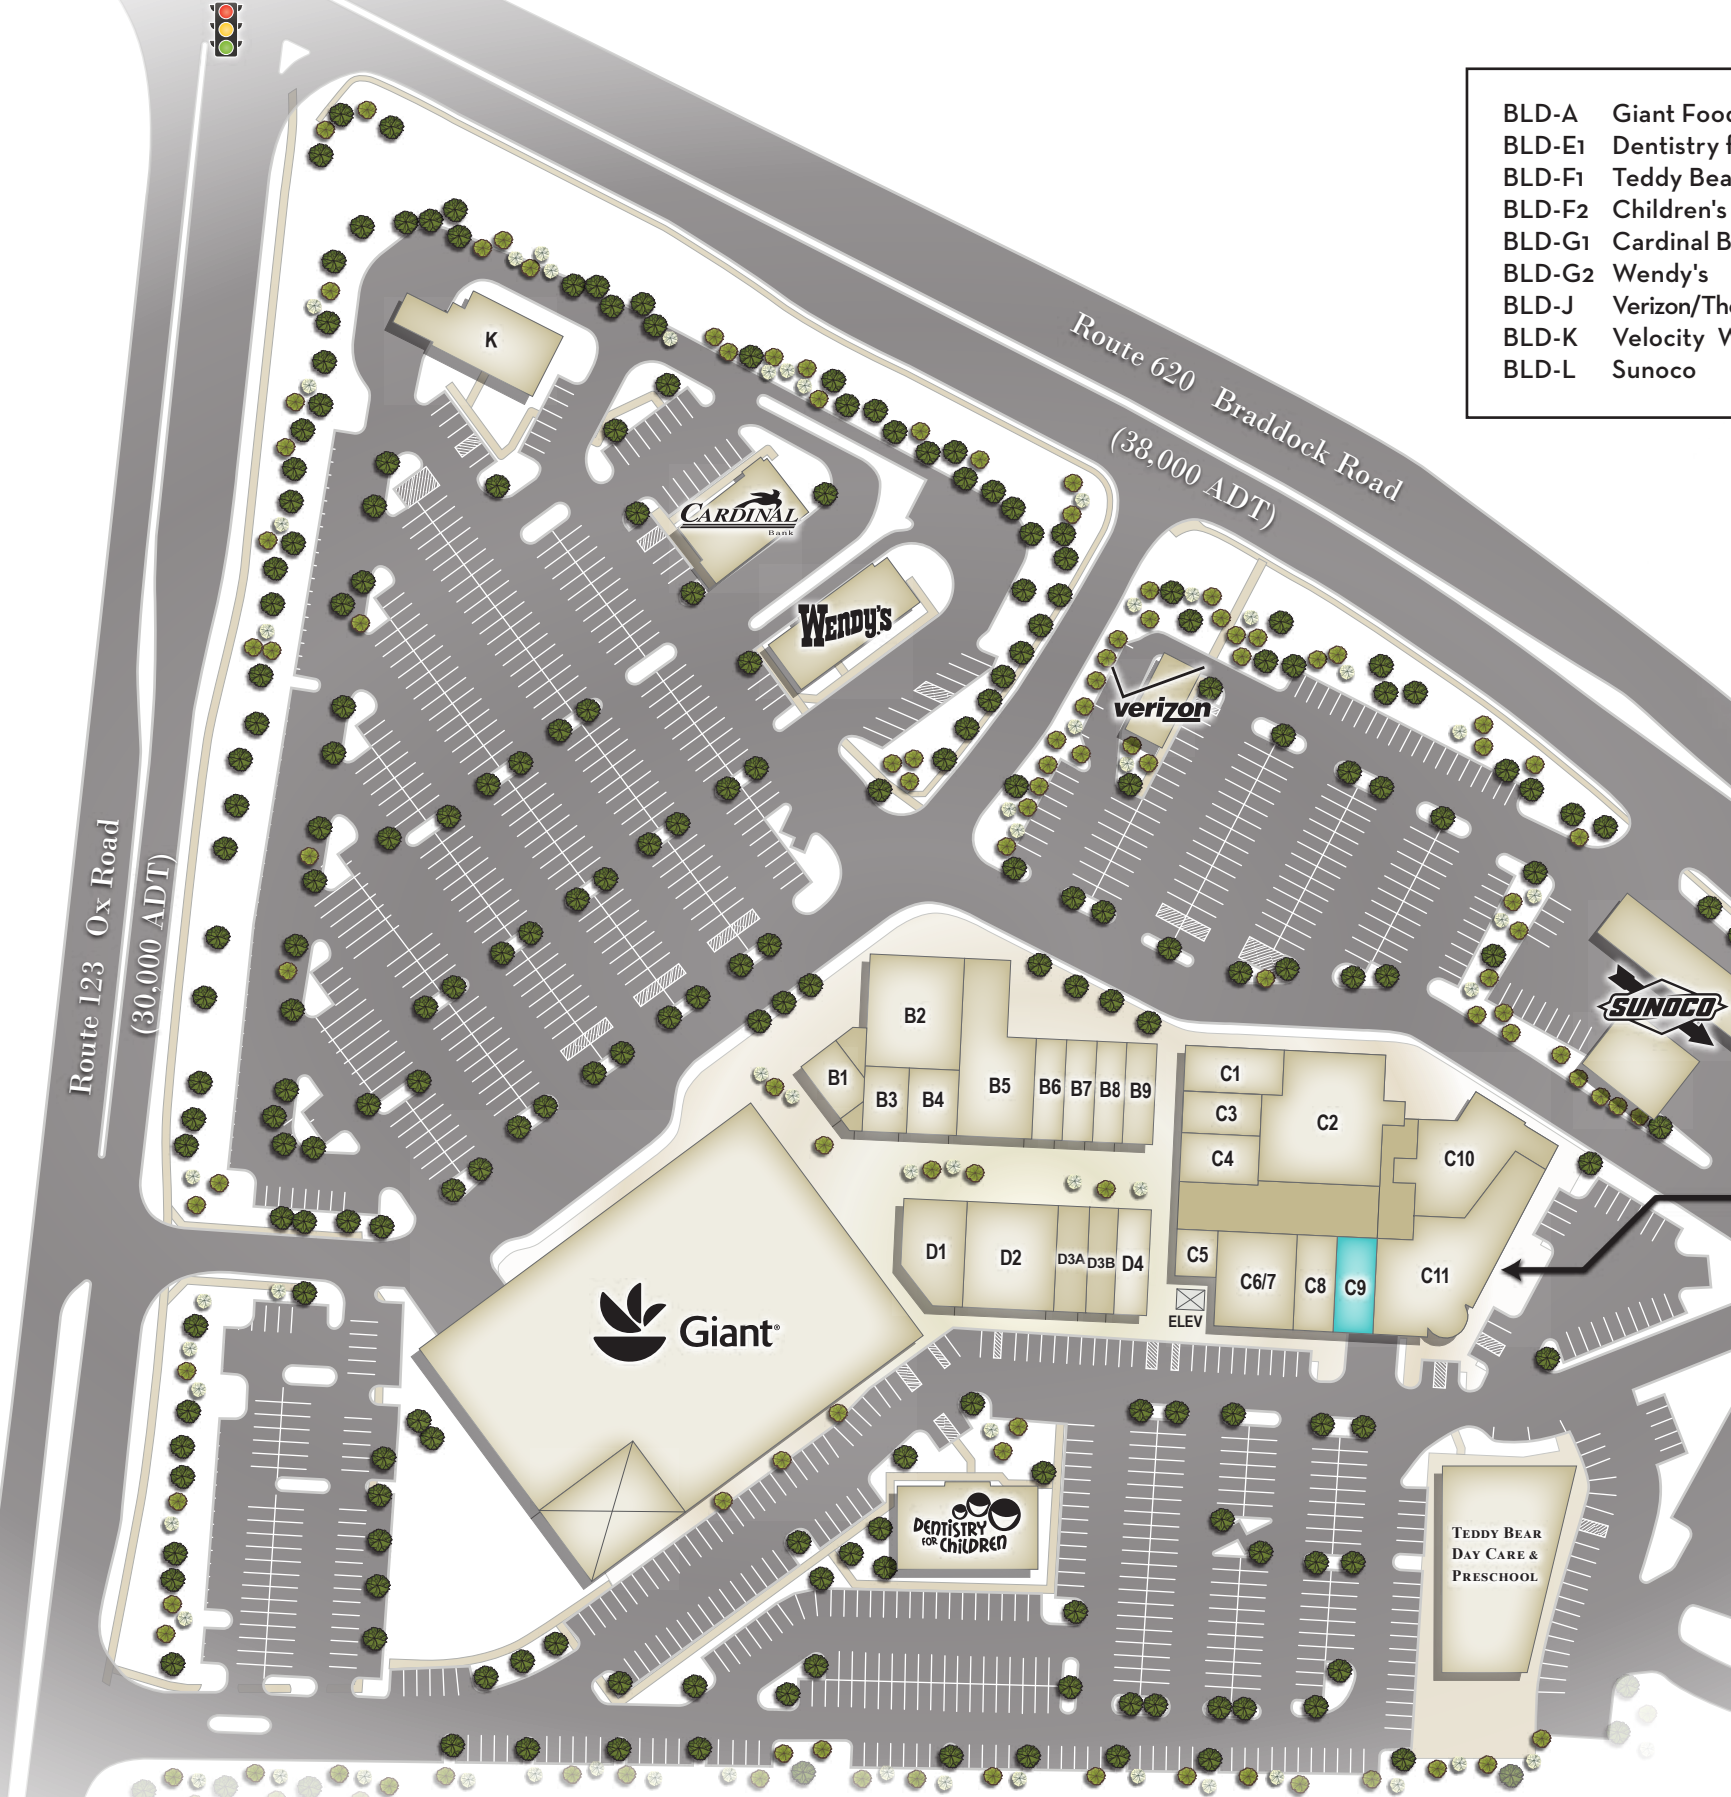 BLD-A Giant Food
BLD-E1 Dentistry f
BLD-F1 Teddy Bea
BLD-F2 Children's
BLD-G1 Cardinal B
BLD-G2 Wendy's
BLD-J Verizon/The
BLD-K Velocity W
BLD-L Sunoco
Route 620 Braddock Road
(38,000 ADT)
K
CARDINAL
Bank
WENDY'S
verizon
Route 123 Ox Road
(30,000 ADT)
SUNOCO
B2
B1
B3
B4
B5
B6
B7
B8
B9
C1
C3
C4
C2
C10
D1
D2
D3A
D3B
D4
C5
C6/7
C8
C9
C11
ELEV
Giant®
DENTISTRY
FOR CHILDREN
TEDDY BEAR
DAY CARE &
PRESCHOOL